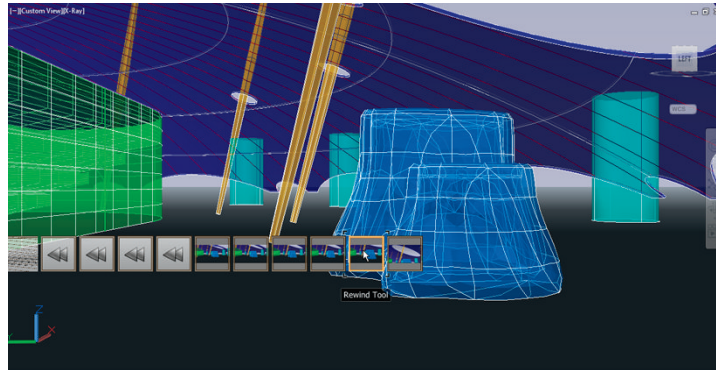 [−][Custom View][X-Ray]
LEFT
WCS
Rewind Tool
Z
X